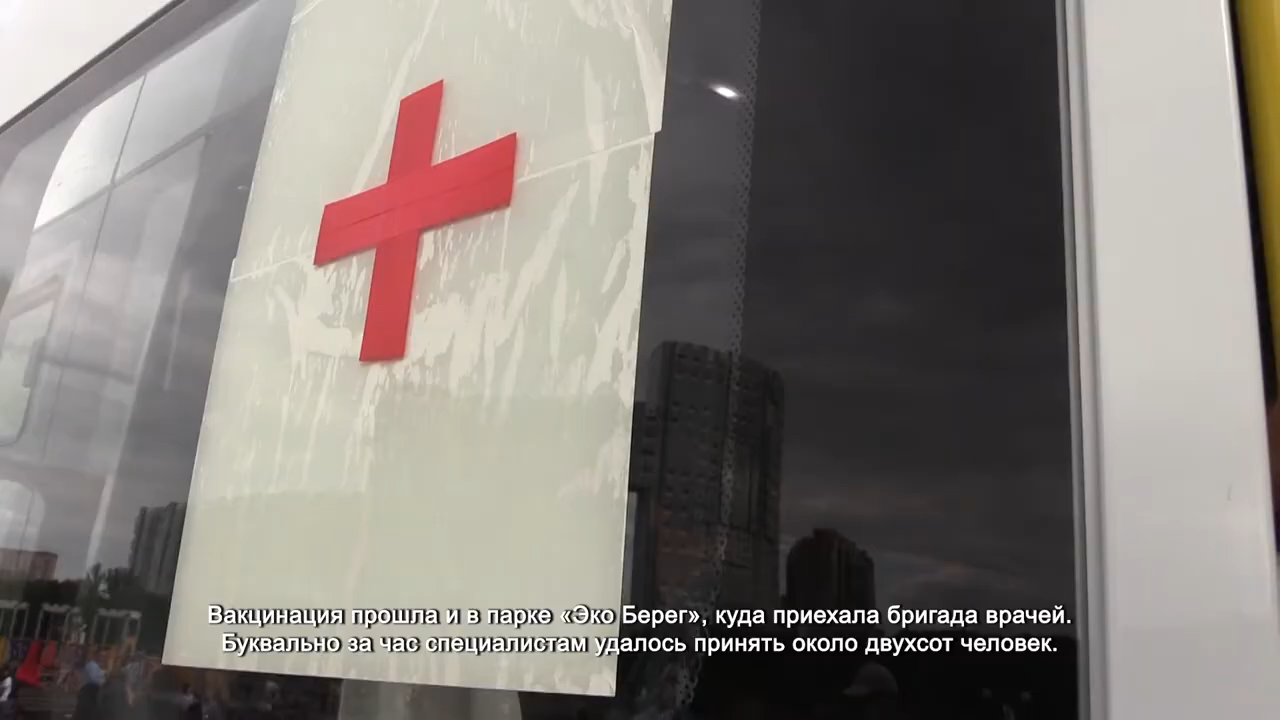 Вакцинация прошла и в парке «Эко Берег», куда приехала бригада врачей.
Буквально за час специалистам удалось принять около двухсот человек.